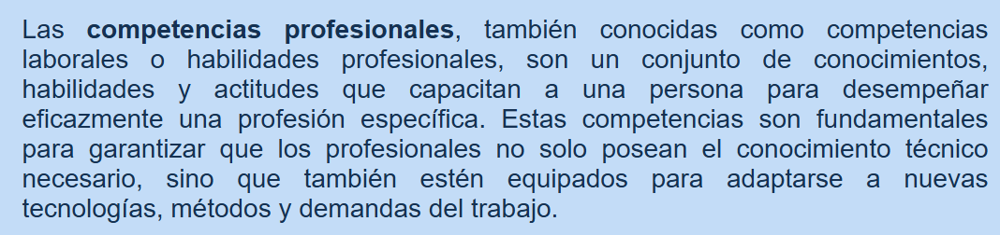 Las competencias profesionales, también conocidas como competencias
laborales o habilidades profesionales, son un conjunto de conocimientos,
habilidades y actitudes que capacitan a una persona para desempeñar
eficazmente una profesión específica. Estas competencias son fundamentales
para garantizar que los profesionales no solo posean el conocimiento técnico
necesario, sino que también estén equipados para adaptarse a nuevas
tecnologías, métodos y demandas del trabajo.